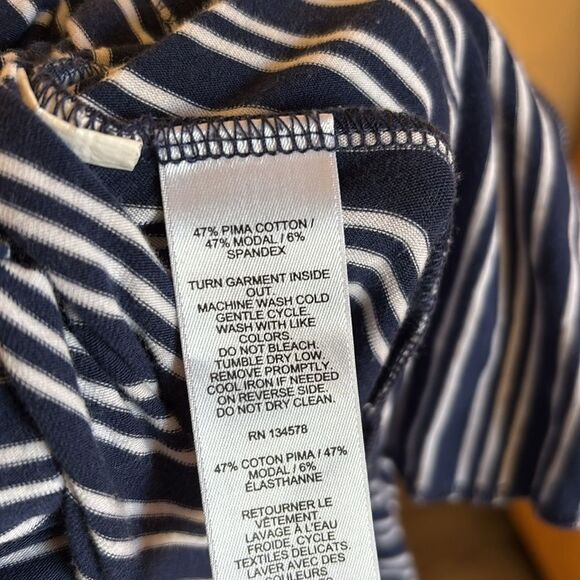 47% PIMA COTTON /
47% MODAL / 6%
SPANDEX
TURN GARMENT INSIDE
OUT.
MACHINE WASH COLD
GENTLE CYCLE.
WASH WITH LIKE
COLORS.
DO NOT BLEACH.
TUMBLE DRY LOW.
REMOVE PROMPTLY.
COOL IRON IF NEEDED
ON REVERSE SIDE.
DO NOT DRY CLEAN.
RN 134578
47% COTON PIMA / 47%
MODAL / 6%
ÉLASTHANNE
RETOURNER LE
VÊTEMENT.
LAVAGE À L'EAU
FROIDE, CYCLE
TEXTILES DELICATS.
LAVER AVEC DES
COULEURS